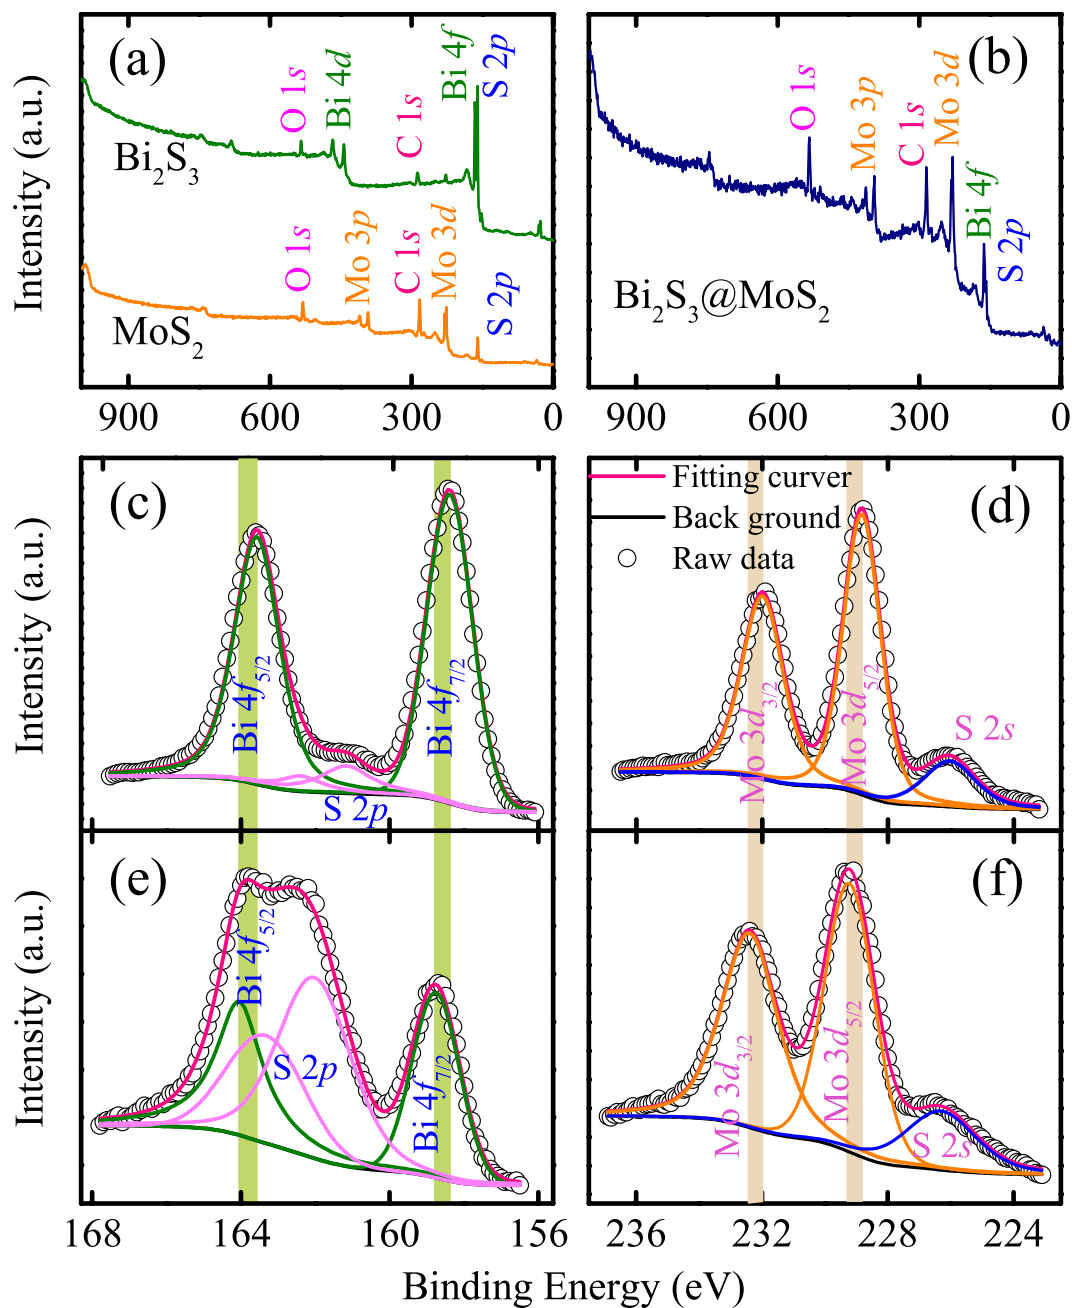 Intensity (a.u.)
(a)
O 1s
Bi 4d
C 1s
Bi 4f
S 2p
Bi₂S₃
O 1s
Mo 3p
C 1s
Mo 3d
S 2p
MoS₂
900 600 300 0
(b)
O 1s
Mo 3p
C 1s
Mo 3d
Bi 4f
S 2p
Bi₂S₃@MoS₂
900 600 300 0
Intensity (a.u.)
(c)
Bi 4f₅/₂
S 2p
Bi 4f₇/₂
Fitting curver
Back ground
Raw data
(d)
Mo 3d₃/₂
Mo 3d₅/₂
S 2s
Intensity (a.u.)
(e)
Bi 4f₅/₂
S 2p
Bi 4f₇/₂
168 164 160 156
(f)
Mo 3d₃/₂
Mo 3d₅/₂
S 2s
236 232 228 224
Binding Energy (eV)